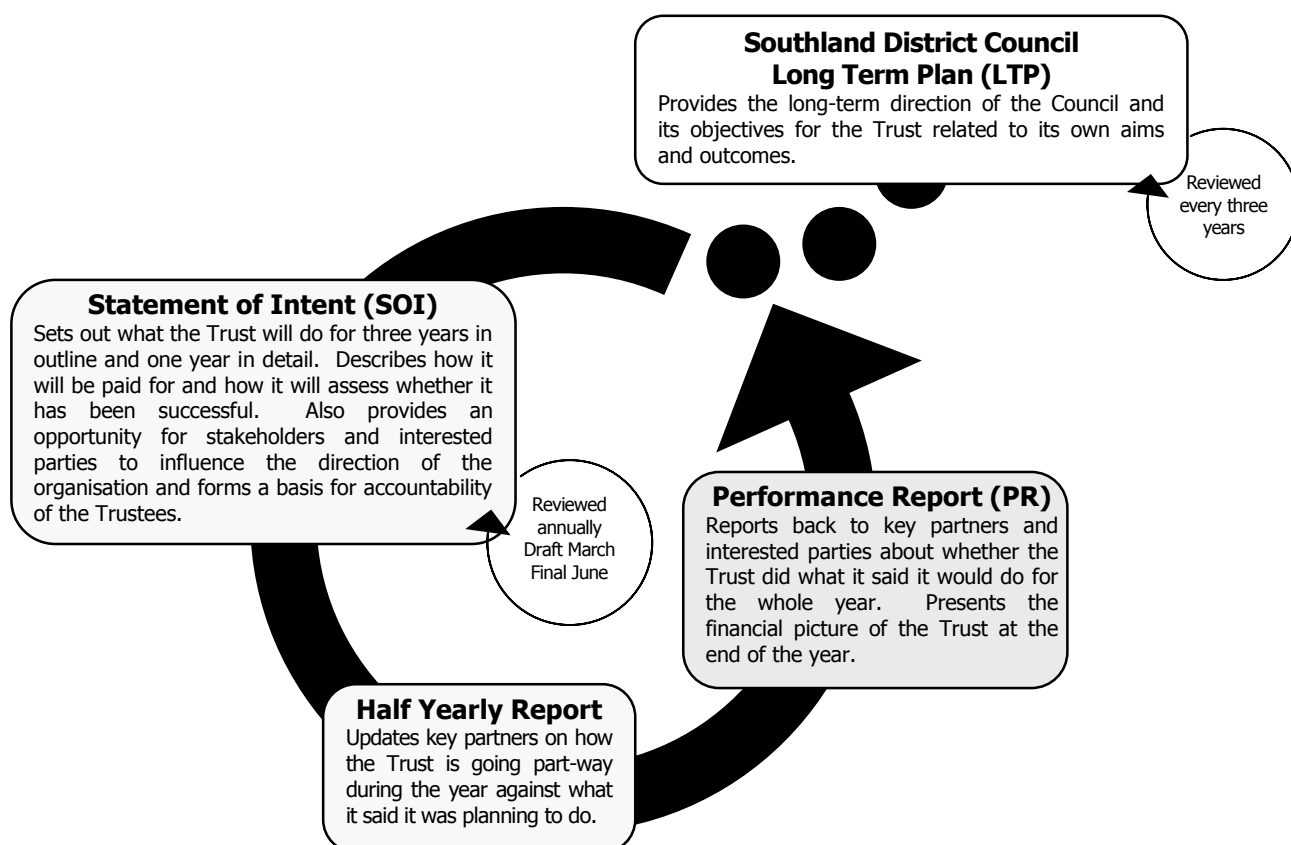 Southland District Council
Long Term Plan (LTP)
Provides the long-term direction of the Council and
its objectives for the Trust related to its own aims
and outcomes.
Reviewed
every three
years
Statement of Intent (SOI)
Sets out what the Trust will do for three years in
outline and one year in detail. Describes how it
will be paid for and how it will assess whether it
has been successful. Also provides an
opportunity for stakeholders and interested
parties to influence the direction of the
organisation and forms a basis for accountability
of the Trustees.
Reviewed
annually
Draft March
Final June
Performance Report (PR)
Reports back to key partners and
interested parties about whether the
Trust did what it said it would do for
the whole year. Presents the
financial picture of the Trust at the
end of the year.
Half Yearly Report
Updates key partners on how
the Trust is going part-way
during the year against what
it said it was planning to do.